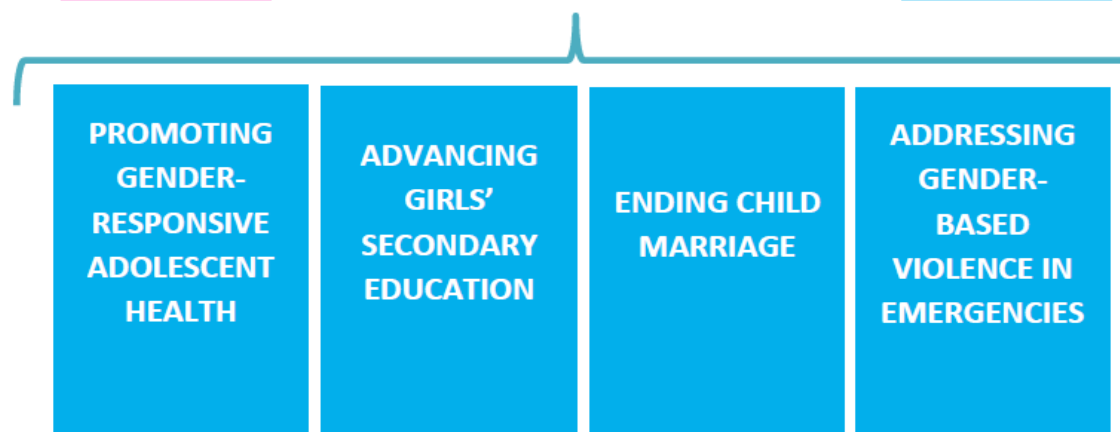 PROMOTING
GENDER-
RESPONSIVE
ADOLESCENT
HEALTH
ADVANCING
GIRLS’
SECONDARY
EDUCATION
ENDING CHILD
MARRIAGE
ADDRESSING
GENDER-
BASED
VIOLENCE IN
EMERGENCIES